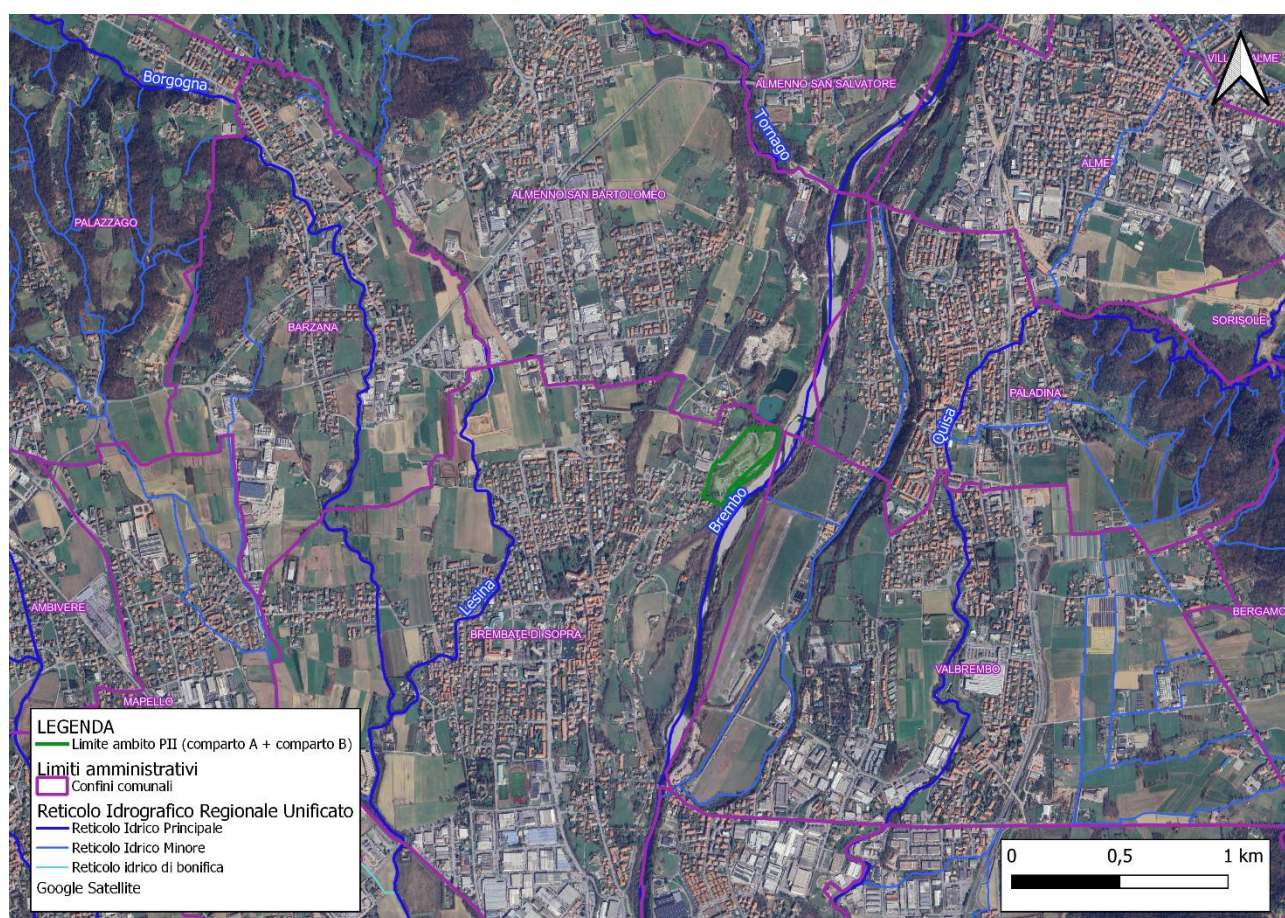 VILL
ALME
Borgogna
ALMENNO SAN SALVATORE
Tornago
ALME'
ALMENNO SAN BARTOLOMEO
PALAZZAGO
SORISOLE
BARZANA
PALADINA
Quisa
Brembo
Lesina
AMBIVERE
BERGAMO
BREMBATE DI SOPRA
VALBREMBO
MAPELLO
LEGENDA
Limite ambito PII (comparto A + comparto B)
Limiti amministrativi
Confini comunali
Reticolo Idrografico Regionale Unificato
Reticolo Idrico Principale
Reticolo Idrico Minore
Reticolo idrico di bonifica
Google Satellite
0 0,5 1 km